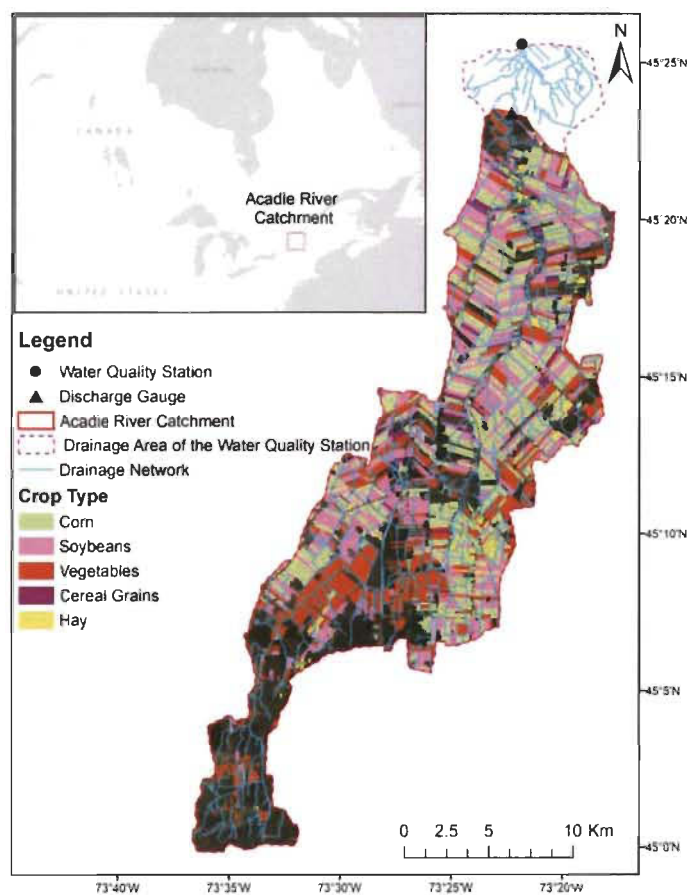 CANADA
UNITED STATES
Acadie River
Catchment
N
45°25'N
45°20'N
45°15'N
45°10'N
45°5'N
45°0'N
Legend
Water Quality Station
Discharge Gauge
Acadie River Catchment
Drainage Area of the Water Quality Station
Drainage Network
Crop Type
Corn
Soybeans
Vegetables
Cereal Grains
Hay
0 2.5 5 10 Km
73°40'W 73°35'W 73°30'W 73°25'W 73°20'W